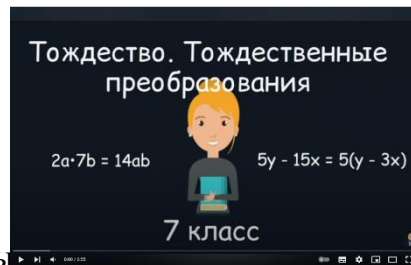 Тождество. Тождественные
преобразования
2a·7b = 14ab
5y - 15x = 5(y - 3x)
7 класс